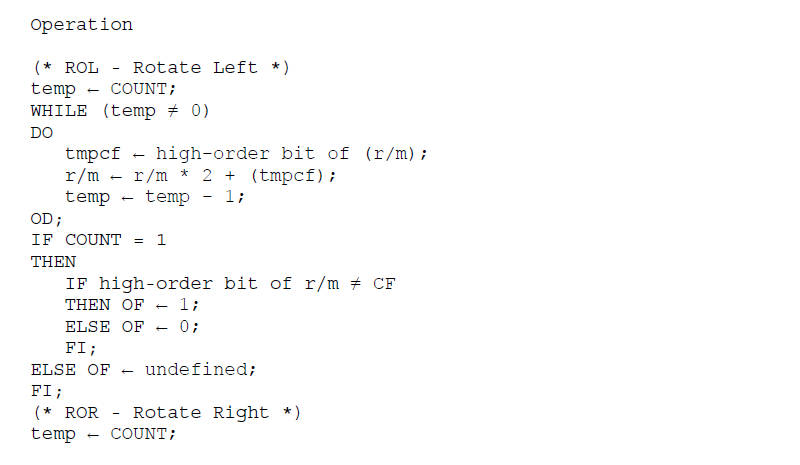 Operation
(* ROL - Rotate Left *)
temp ← COUNT;
WHILE (temp ≠ 0)
DO
tmpcf ← high-order bit of (r/m);
r/m ← r/m * 2 + (tmpcf);
temp ← temp - 1;
OD;
IF COUNT = 1
THEN
IF high-order bit of r/m ≠ CF
THEN OF ← 1;
ELSE OF ← 0;
FI;
ELSE OF ← undefined;
FI;
(* ROR - Rotate Right *)
temp ← COUNT;